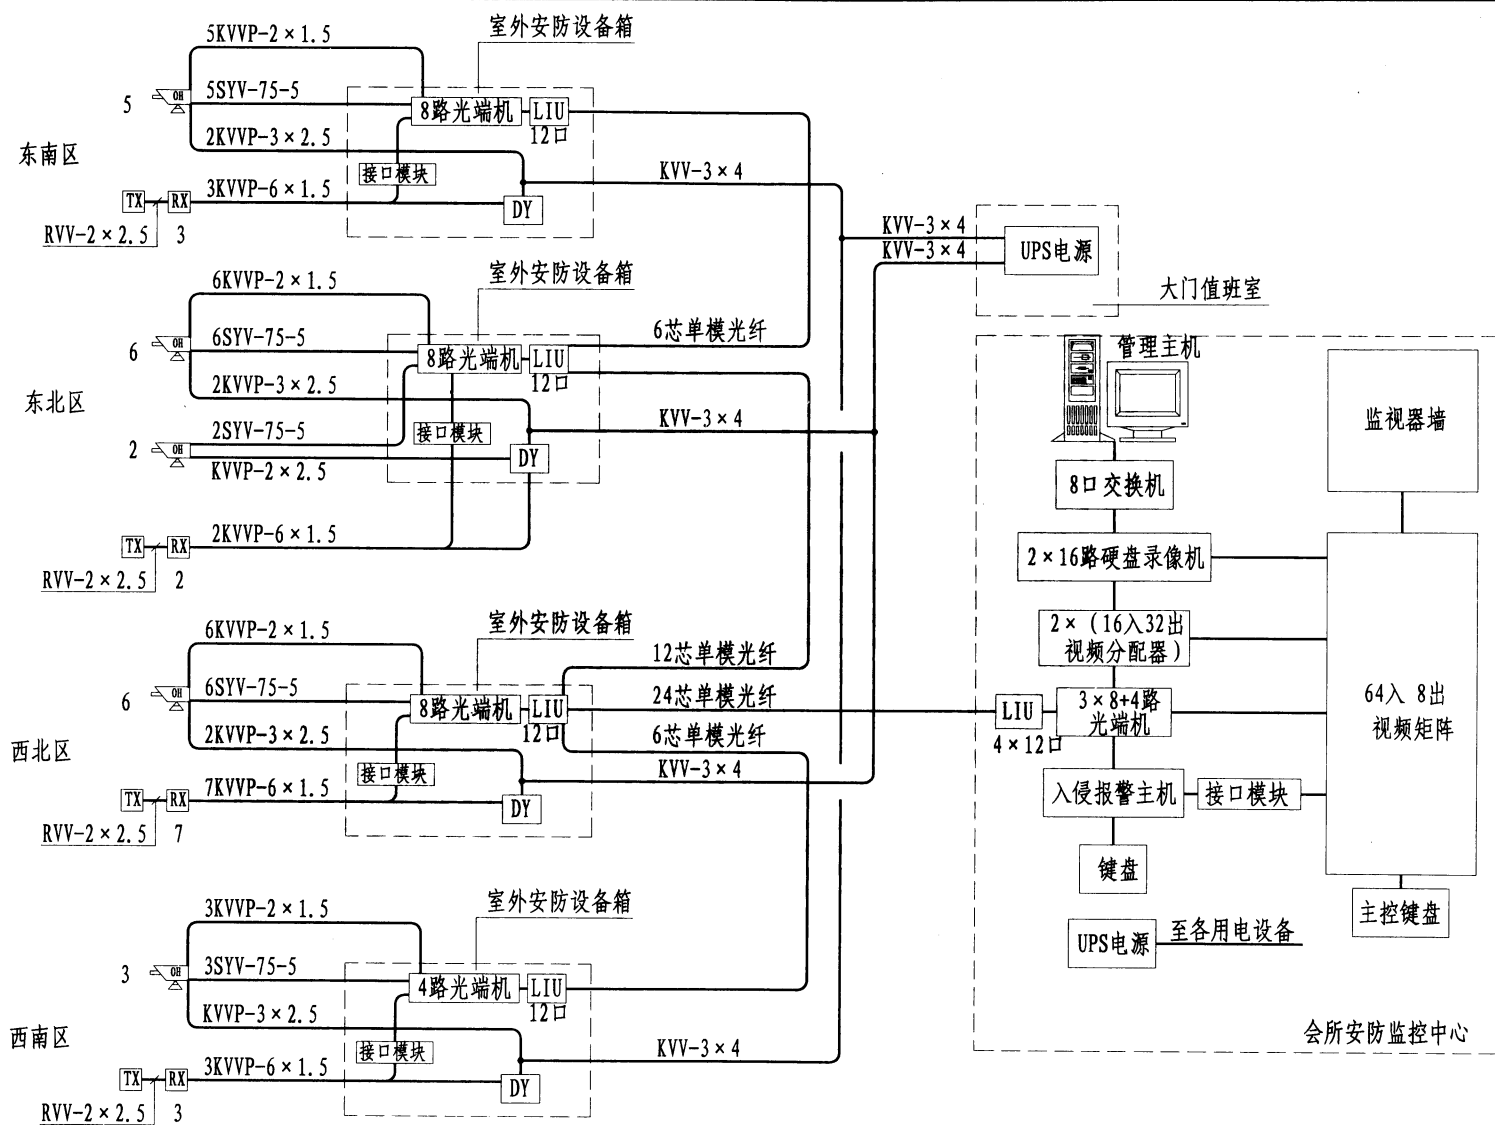 室外安防设备箱
5KVVP-2×1.5
5
OH
5SYV-75-5
8路光端机
LIU
12口
2KVVP-3×2.5
东南区
接口模块
KVV-3×4
TX
RX
3KVVP-6×1.5
DY
RVV-2×2.5
3
室外安防设备箱
6KVVP-2×1.5
6
OH
6SYV-75-5
8路光端机
LIU
12口
6芯单模光纤
2KVVP-3×2.5
东北区
2SYV-75-5
接口模块
KVV-3×4
2
OH
KVVP-2×2.5
DY
2KVVP-6×1.5
TX
RX
RVV-2×2.5
2
室外安防设备箱
6KVVP-2×1.5
12芯单模光纤
6
OH
6SYV-75-5
8路光端机
LIU
12口
24芯单模光纤
2KVVP-3×2.5
6芯单模光纤
西北区
接口模块
KVV-3×4
TX
RX
7KVVP-6×1.5
DY
RVV-2×2.5
7
室外安防设备箱
3KVVP-2×1.5
3
OH
3SYV-75-5
4路光端机
LIU
12口
KVVP-3×2.5
西南区
接口模块
KVV-3×4
TX
RX
3KVVP-6×1.5
DY
RVV-2×2.5
3
KVV-3×4
KVV-3×4
UPS电源
大门值班室
管理主机
监视器墙
8口交换机
2×16路硬盘录像机
2×(16入32出
视频分配器)
LIU
4×12口
3×8+4路
光端机
64入 8出
视频矩阵
入侵报警主机
接口模块
键盘
主控键盘
UPS电源
至各用电设备
会所安防监控中心